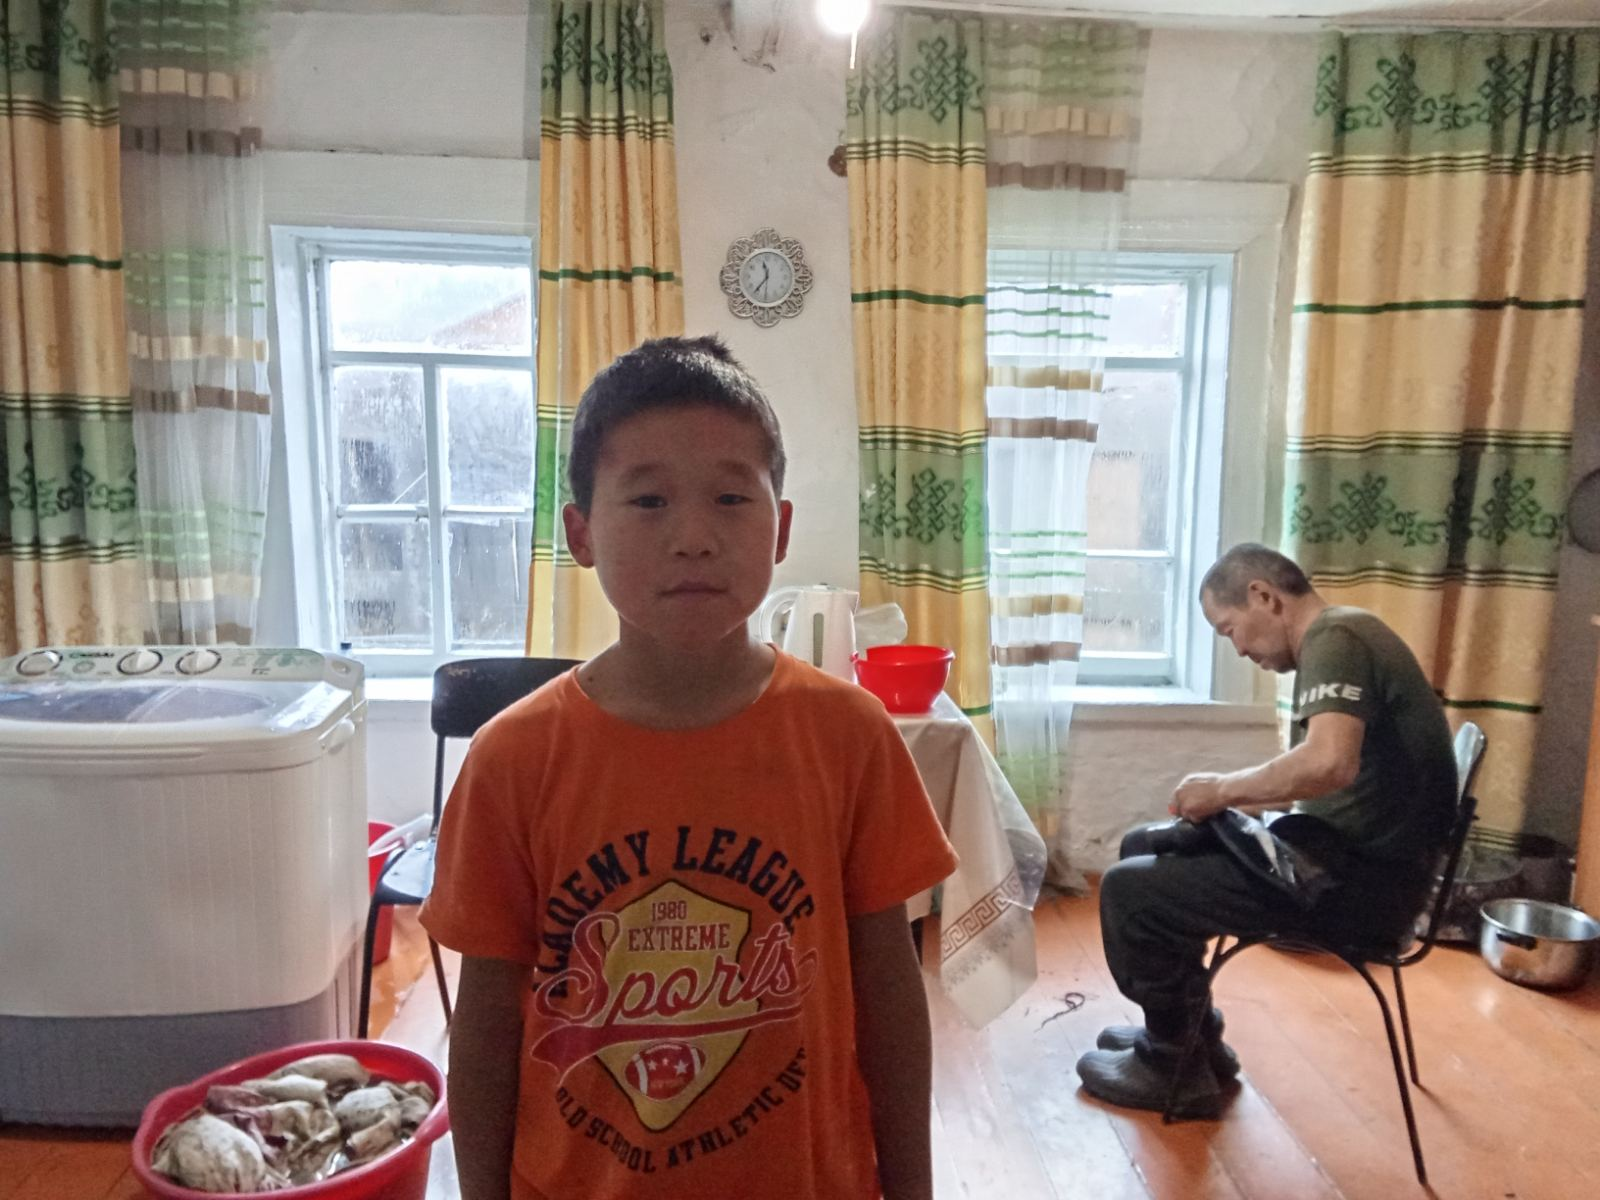 ACADEMY LEAGUE
1980
EXTREME
Sports
OLD SCHOOL ATHLETIC
NIKE